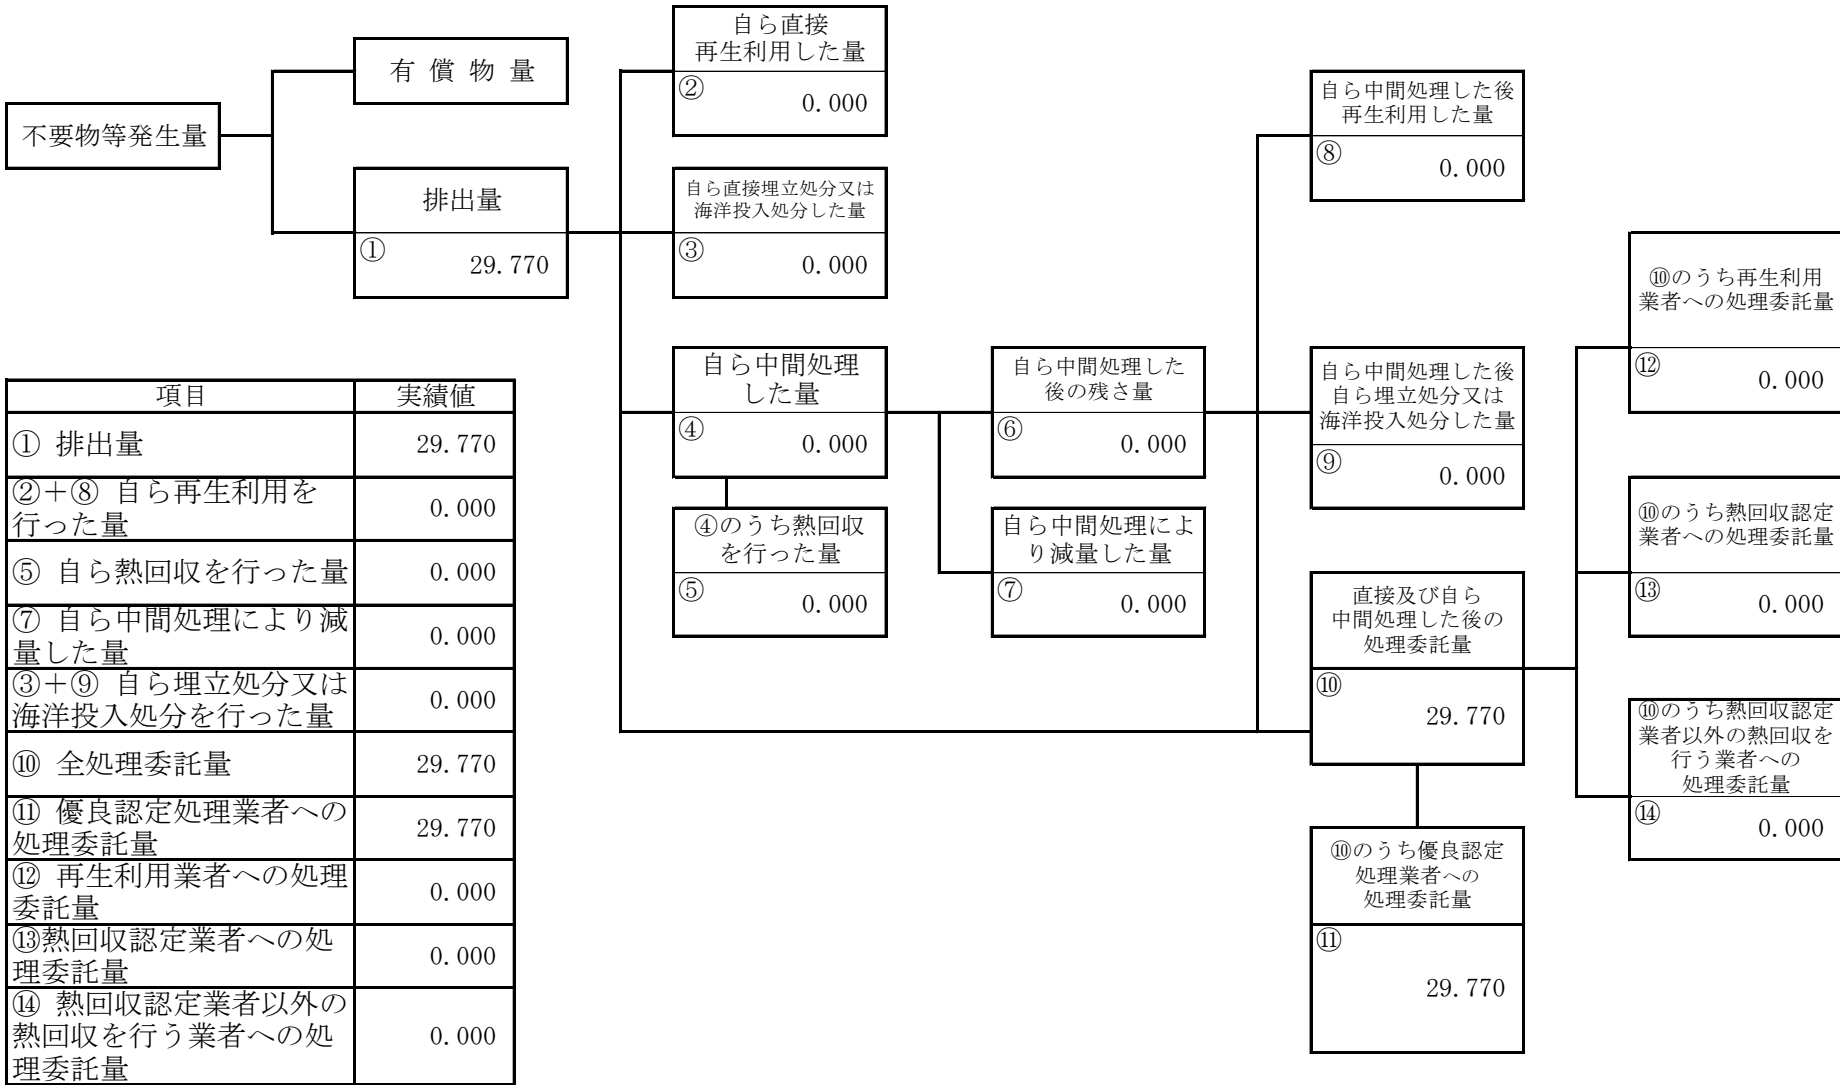 不要物等発生量
有 償 物 量
排出量
①
29.770
自ら直接
再生利用した量
②
0.000
自ら直接埋立処分又は
海洋投入処分した量
③
0.000
自ら中間処理
した量
④
0.000
④のうち熱回収
を行った量
⑤
0.000
自ら中間処理した
後の残さ量
⑥
0.000
自ら中間処理によ
り減量した量
⑦
0.000
自ら中間処理した後
再生利用した量
⑧
0.000
自ら中間処理した後
自ら埋立処分又は
海洋投入処分した量
⑨
0.000
直接及び自ら
中間処理した後の
処理委託量
⑩
29.770
⑩のうち優良認定
処理業者への
処理委託量
⑪
29.770
⑩のうち再生利用
業者への処理委託量
⑫
0.000
⑩のうち熱回収認定
業者への処理委託量
⑬
0.000
⑩のうち熱回収認定
業者以外の熱回収を
行う業者への
処理委託量
⑭
0.000
項目 実績値
① 排出量 29.770
②＋⑧ 自ら再生利用を
行った量 0.000
⑤ 自ら熱回収を行った量 0.000
⑦ 自ら中間処理により減
量した量 0.000
③＋⑨ 自ら埋立処分又は
海洋投入処分を行った量 0.000
⑩ 全処理委託量 29.770
⑪ 優良認定処理業者への
処理委託量 29.770
⑫ 再生利用業者への処理
委託量 0.000
⑬熱回収認定業者への処
理委託量 0.000
⑭ 熱回収認定業者以外の
熱回収を行う業者への処
理委託量 0.000